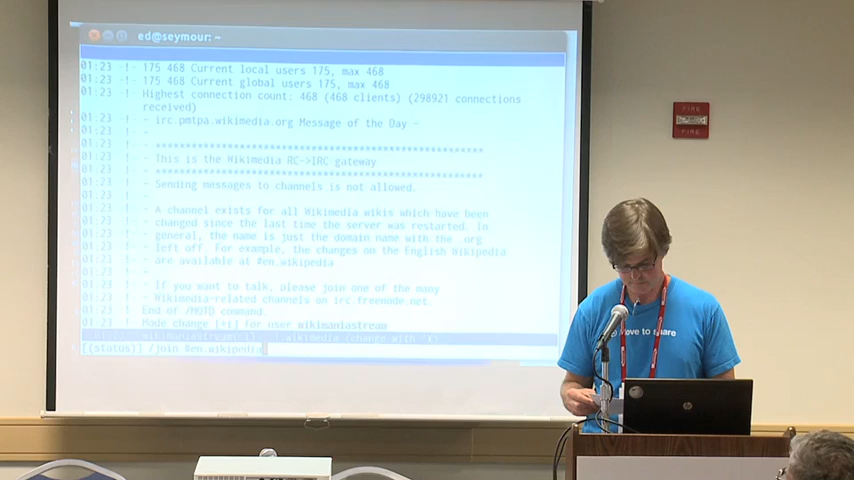 ed@seymour: ~
01:23 -!- 175 468 Current local users 175, max 468
01:23 -!- 175 468 Current global users 175, max 468
01:23 -!- Highest connection count: 468 (468 clients) (298921 connections
received)
01:23 -!- - irc.pmtpa.wikimedia.org Message of the Day -
01:23 -!- -
01:23 -!- - *****************************************************
01:23 -!- - This is the Wikimedia RC->IRC gateway
01:23 -!- - *****************************************************
01:23 -!- - Sending messages to channels is not allowed.
01:23 -!- -
01:23 -!- - A channel exists for all Wikimedia wikis which have been
01:23 -!- - changed since the last time the server was restarted. In
01:23 -!- - general, the name is just the domain name with the .org
01:23 -!- - left off. For example, the changes on the English Wikipedia
01:23 -!- - are available at #en.wikipedia
01:23 -!- -
01:23 -!- - If you want to talk, please join one of the many
01:23 -!- - Wikimedia-related channels on irc.freenode.net.
01:23 -!- End of /MOTD command.
01:23 -!- Mode change [+i] for user wikimaniastream
wikimaniastream wikimedia (change with ^X)
[(status)] /join #en.wikipedia
FIRE
FIRE
Move to share
hp